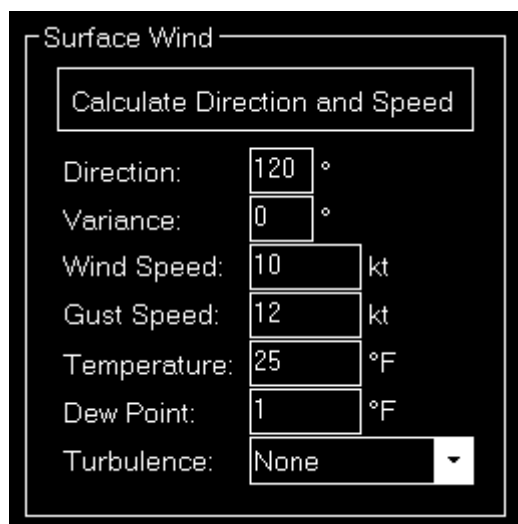 Surface Wind
Calculate Direction and Speed
Direction: 120 °
Variance: 0 °
Wind Speed: 10 kt
Gust Speed: 12 kt
Temperature: 25 °F
Dew Point: 1 °F
Turbulence: None